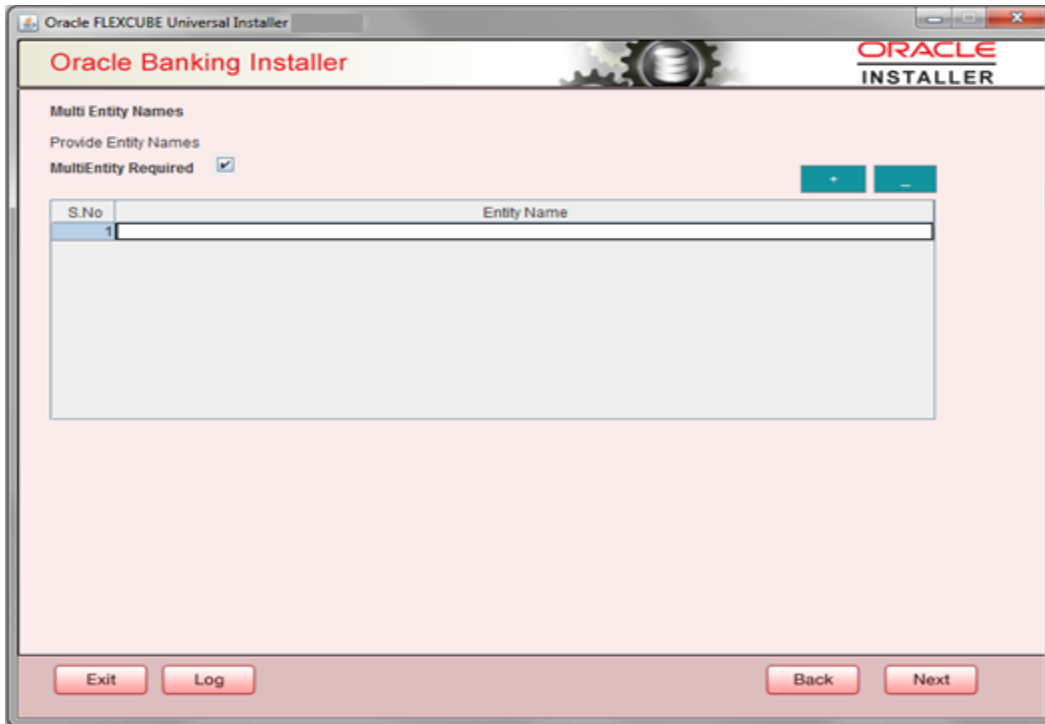 Oracle FLEXCUBE Universal Installer
Oracle Banking Installer
ORACLE
INSTALLER
Multi Entity Names
Provide Entity Names
MultiEntity Required
+ _
S.No Entity Name
1
Exit Log Back Next